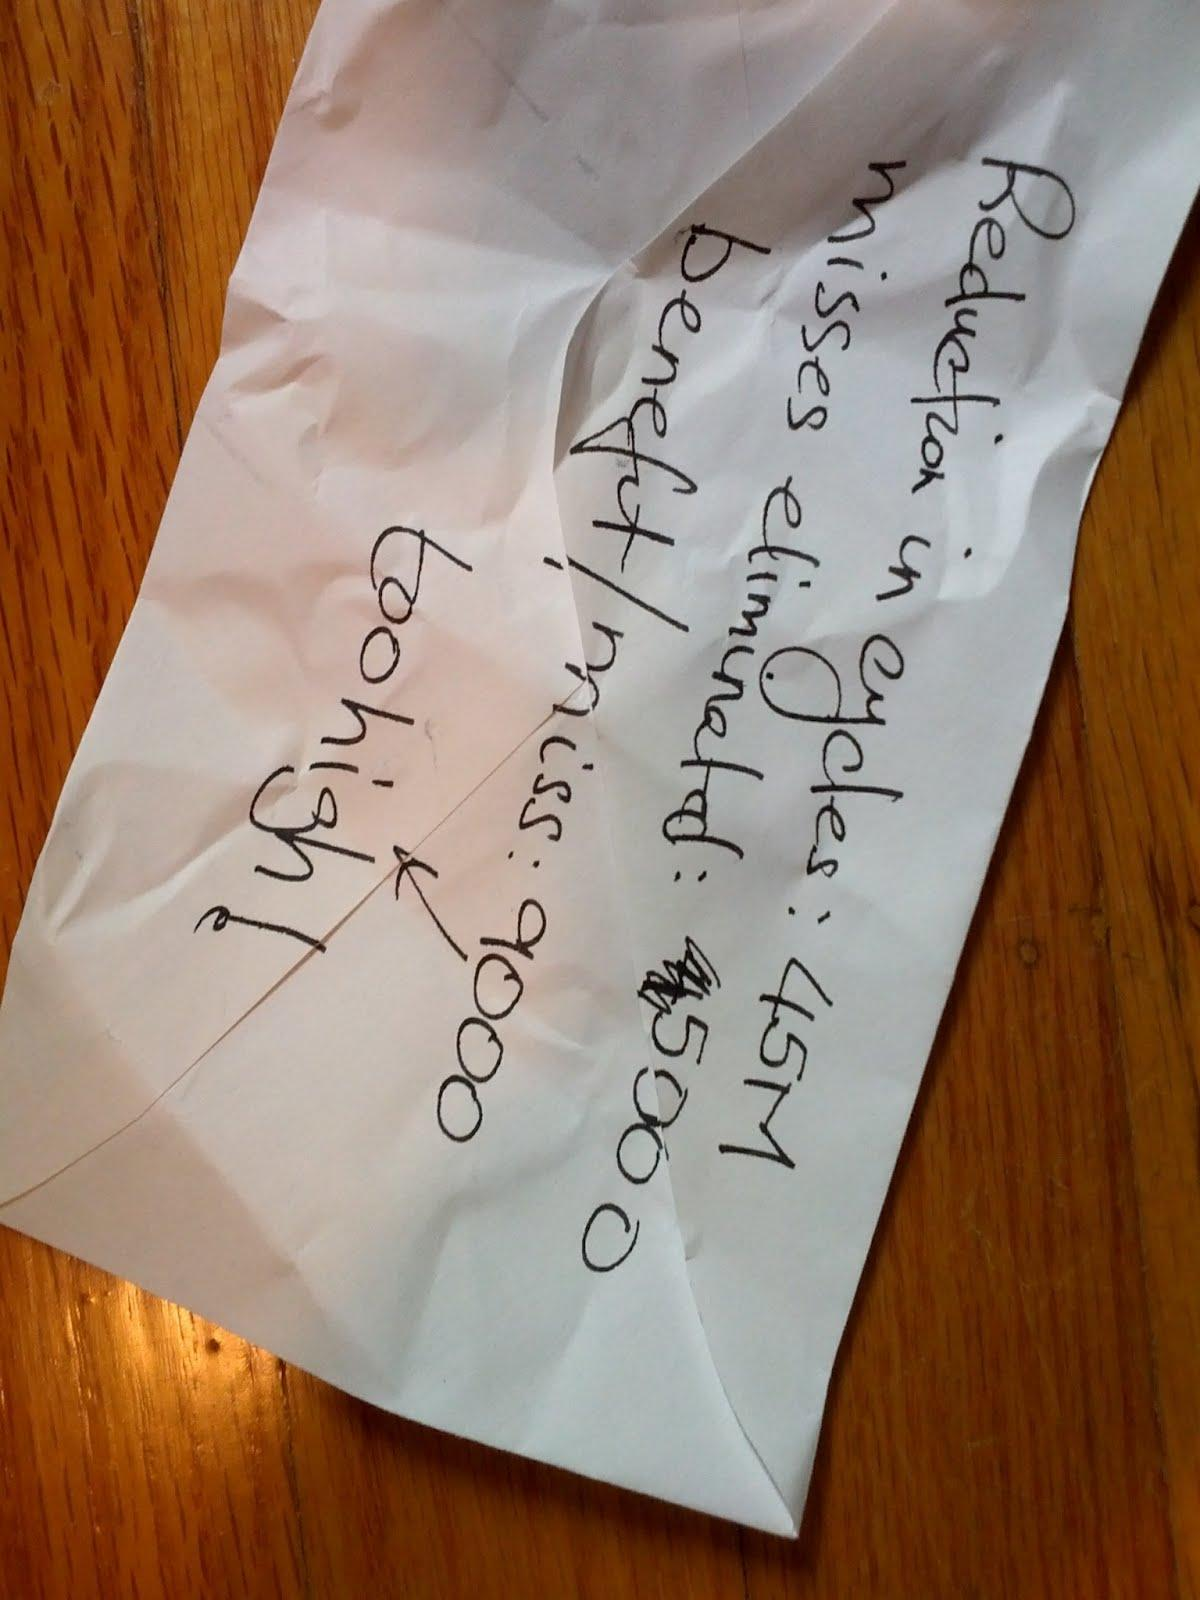 Reduction in cycles: 45M
misses eliminated: 5000
benefit/miss: 9000
too high!